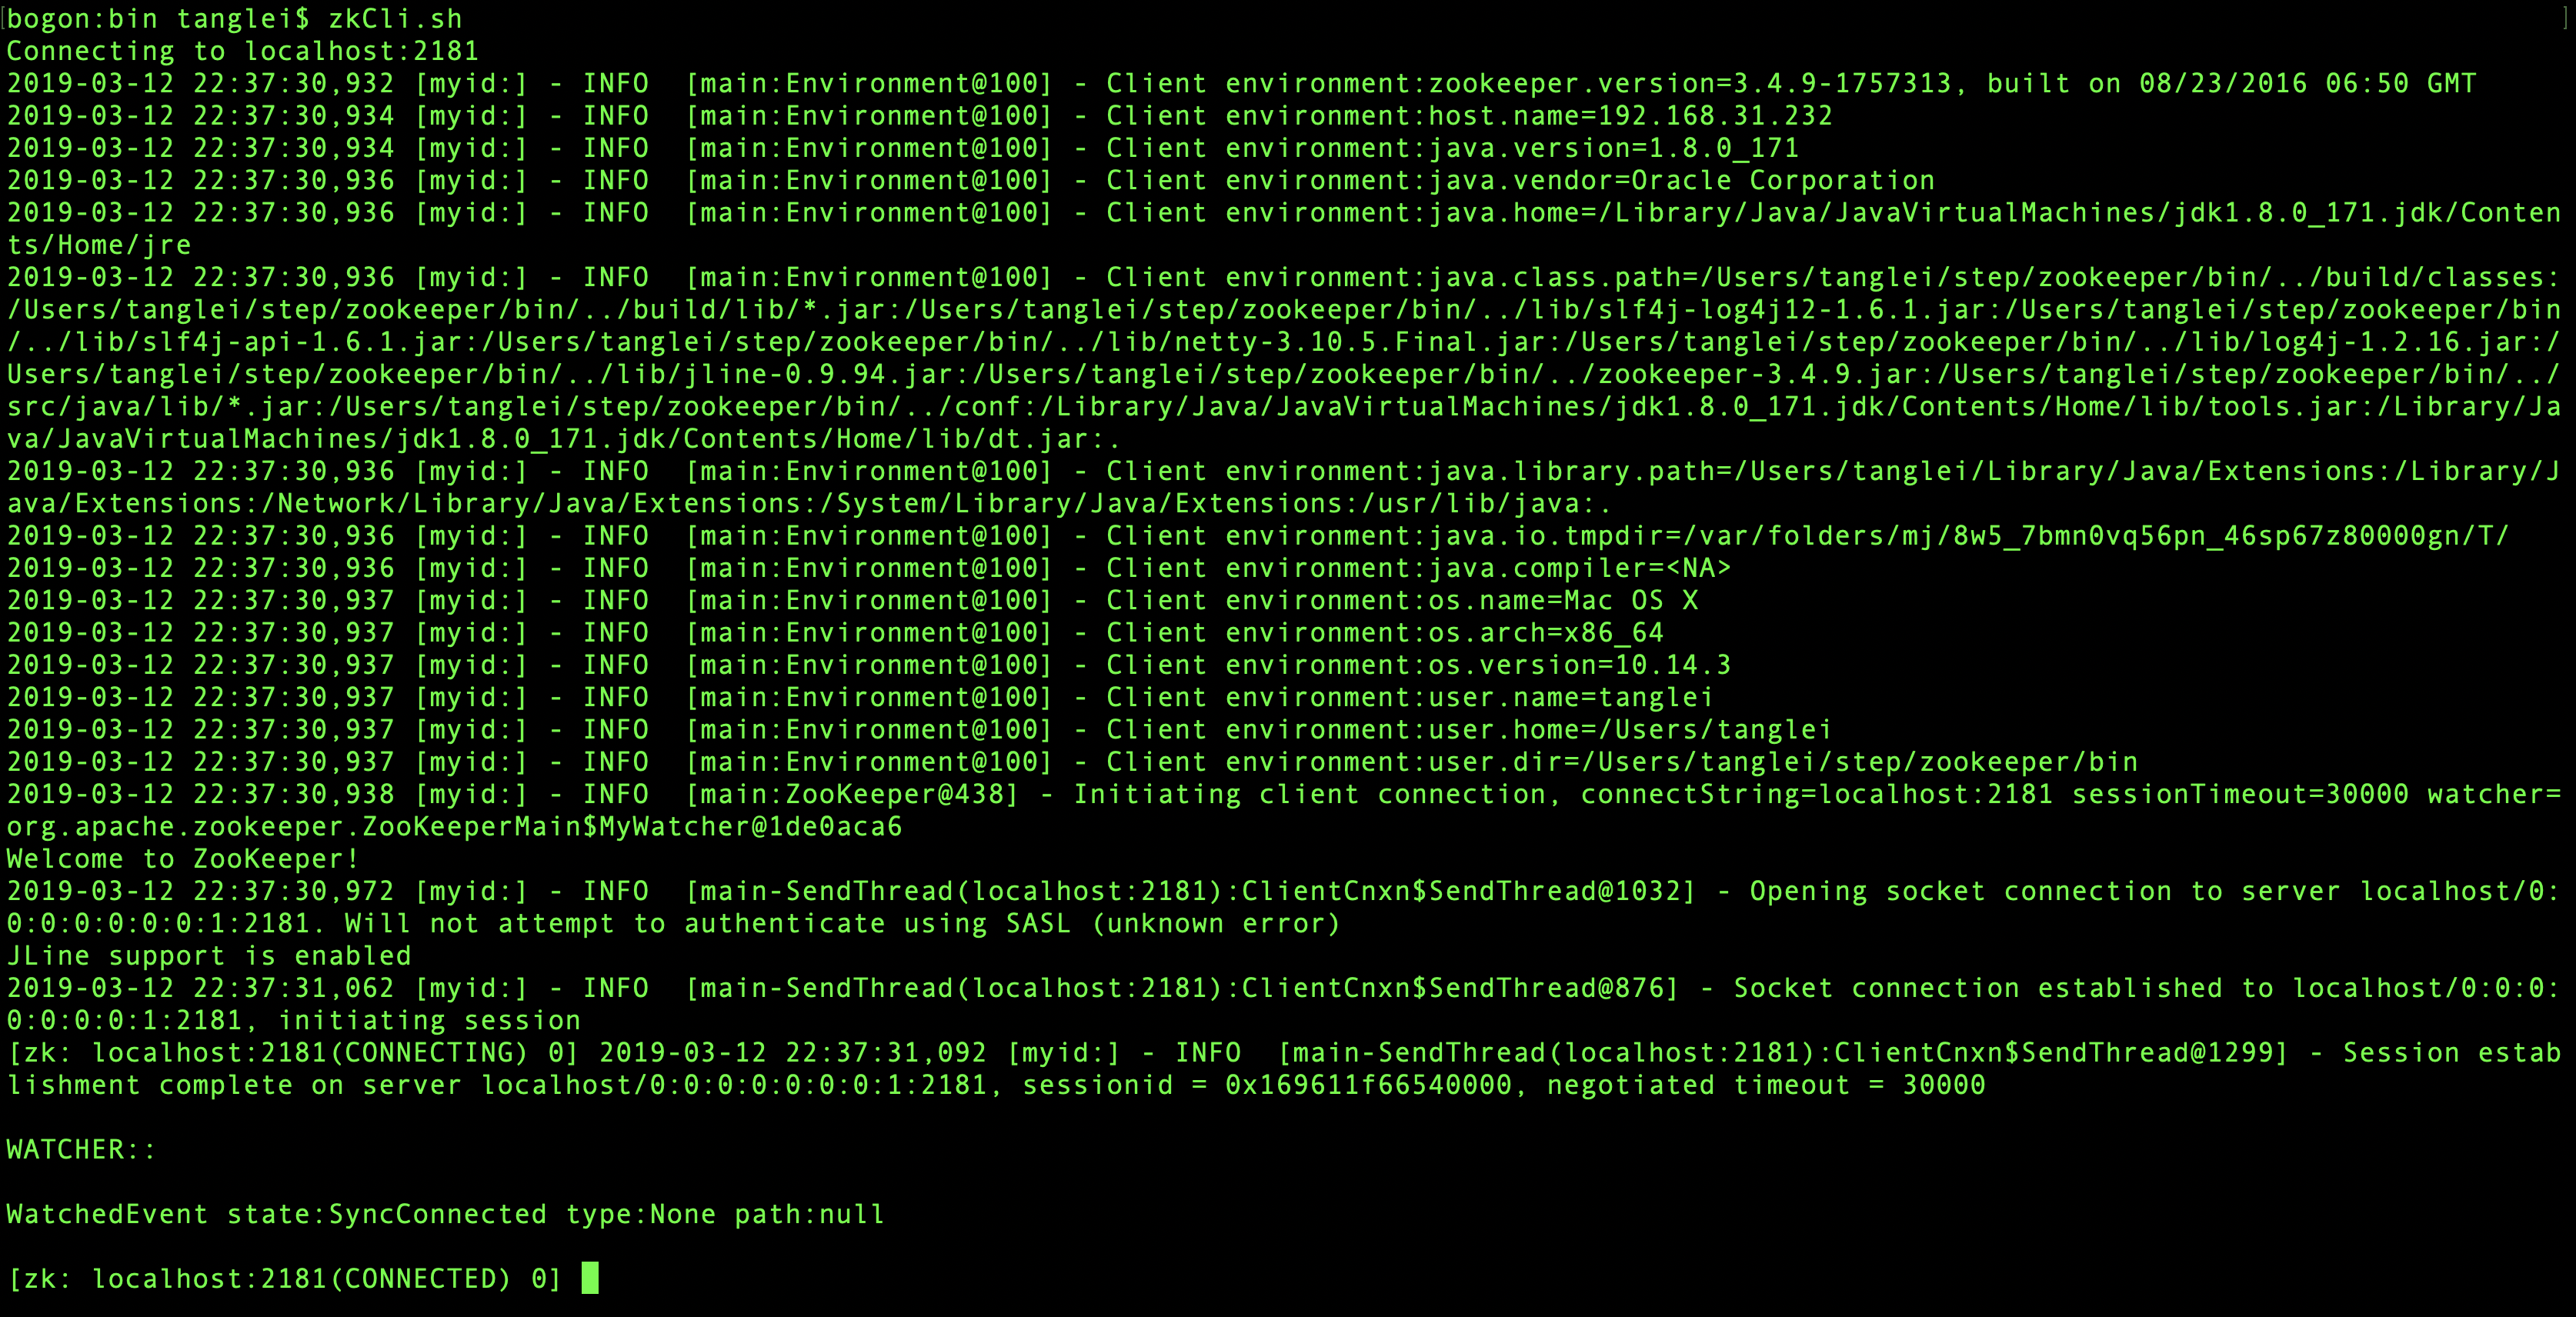 [bogon:bin tanglei$ zkCli.sh ]
Connecting to localhost:2181
2019-03-12 22:37:30,932 [myid:] - INFO  [main:Environment@100] - Client environment:zookeeper.version=3.4.9-1757313, built on 08/23/2016 06:50 GMT
2019-03-12 22:37:30,934 [myid:] - INFO  [main:Environment@100] - Client environment:host.name=192.168.31.232
2019-03-12 22:37:30,934 [myid:] - INFO  [main:Environment@100] - Client environment:java.version=1.8.0_171
2019-03-12 22:37:30,936 [myid:] - INFO  [main:Environment@100] - Client environment:java.vendor=Oracle Corporation
2019-03-12 22:37:30,936 [myid:] - INFO  [main:Environment@100] - Client environment:java.home=/Library/Java/JavaVirtualMachines/jdk1.8.0_171.jdk/Conten
ts/Home/jre
2019-03-12 22:37:30,936 [myid:] - INFO  [main:Environment@100] - Client environment:java.class.path=/Users/tanglei/step/zookeeper/bin/../build/classes:
/Users/tanglei/step/zookeeper/bin/../build/lib/*.jar:/Users/tanglei/step/zookeeper/bin/../lib/slf4j-log4j12-1.6.1.jar:/Users/tanglei/step/zookeeper/bin
/../lib/slf4j-api-1.6.1.jar:/Users/tanglei/step/zookeeper/bin/../lib/netty-3.10.5.Final.jar:/Users/tanglei/step/zookeeper/bin/../lib/log4j-1.2.16.jar:/
Users/tanglei/step/zookeeper/bin/../lib/jline-0.9.94.jar:/Users/tanglei/step/zookeeper/bin/../zookeeper-3.4.9.jar:/Users/tanglei/step/zookeeper/bin/../
src/java/lib/*.jar:/Users/tanglei/step/zookeeper/bin/../conf:/Library/Java/JavaVirtualMachines/jdk1.8.0_171.jdk/Contents/Home/lib/tools.jar:/Library/Ja
va/JavaVirtualMachines/jdk1.8.0_171.jdk/Contents/Home/lib/dt.jar:.
2019-03-12 22:37:30,936 [myid:] - INFO  [main:Environment@100] - Client environment:java.library.path=/Users/tanglei/Library/Java/Extensions:/Library/J
ava/Extensions:/Network/Library/Java/Extensions:/System/Library/Java/Extensions:/usr/lib/java:.
2019-03-12 22:37:30,936 [myid:] - INFO  [main:Environment@100] - Client environment:java.io.tmpdir=/var/folders/mj/8w5_7bmn0vq56pn_46sp67z80000gn/T/
2019-03-12 22:37:30,936 [myid:] - INFO  [main:Environment@100] - Client environment:java.compiler=<NA>
2019-03-12 22:37:30,937 [myid:] - INFO  [main:Environment@100] - Client environment:os.name=Mac OS X
2019-03-12 22:37:30,937 [myid:] - INFO  [main:Environment@100] - Client environment:os.arch=x86_64
2019-03-12 22:37:30,937 [myid:] - INFO  [main:Environment@100] - Client environment:os.version=10.14.3
2019-03-12 22:37:30,937 [myid:] - INFO  [main:Environment@100] - Client environment:user.name=tanglei
2019-03-12 22:37:30,937 [myid:] - INFO  [main:Environment@100] - Client environment:user.home=/Users/tanglei
2019-03-12 22:37:30,937 [myid:] - INFO  [main:Environment@100] - Client environment:user.dir=/Users/tanglei/step/zookeeper/bin
2019-03-12 22:37:30,938 [myid:] - INFO  [main:ZooKeeper@438] - Initiating client connection, connectString=localhost:2181 sessionTimeout=30000 watcher=
org.apache.zookeeper.ZooKeeperMain$MyWatcher@1de0aca6
Welcome to ZooKeeper!
2019-03-12 22:37:30,972 [myid:] - INFO  [main-SendThread(localhost:2181):ClientCnxn$SendThread@1032] - Opening socket connection to server localhost/0:
0:0:0:0:0:0:1:2181. Will not attempt to authenticate using SASL (unknown error)
JLine support is enabled
2019-03-12 22:37:31,062 [myid:] - INFO  [main-SendThread(localhost:2181):ClientCnxn$SendThread@876] - Socket connection established to localhost/0:0:0:
0:0:0:0:1:2181, initiating session
[zk: localhost:2181(CONNECTING) 0] 2019-03-12 22:37:31,092 [myid:] - INFO  [main-SendThread(localhost:2181):ClientCnxn$SendThread@1299] - Session estab
lishment complete on server localhost/0:0:0:0:0:0:0:1:2181, sessionid = 0x169611f66540000, negotiated timeout = 30000
WATCHER::
WatchedEvent state:SyncConnected type:None path:null
[zk: localhost:2181(CONNECTED) 0]